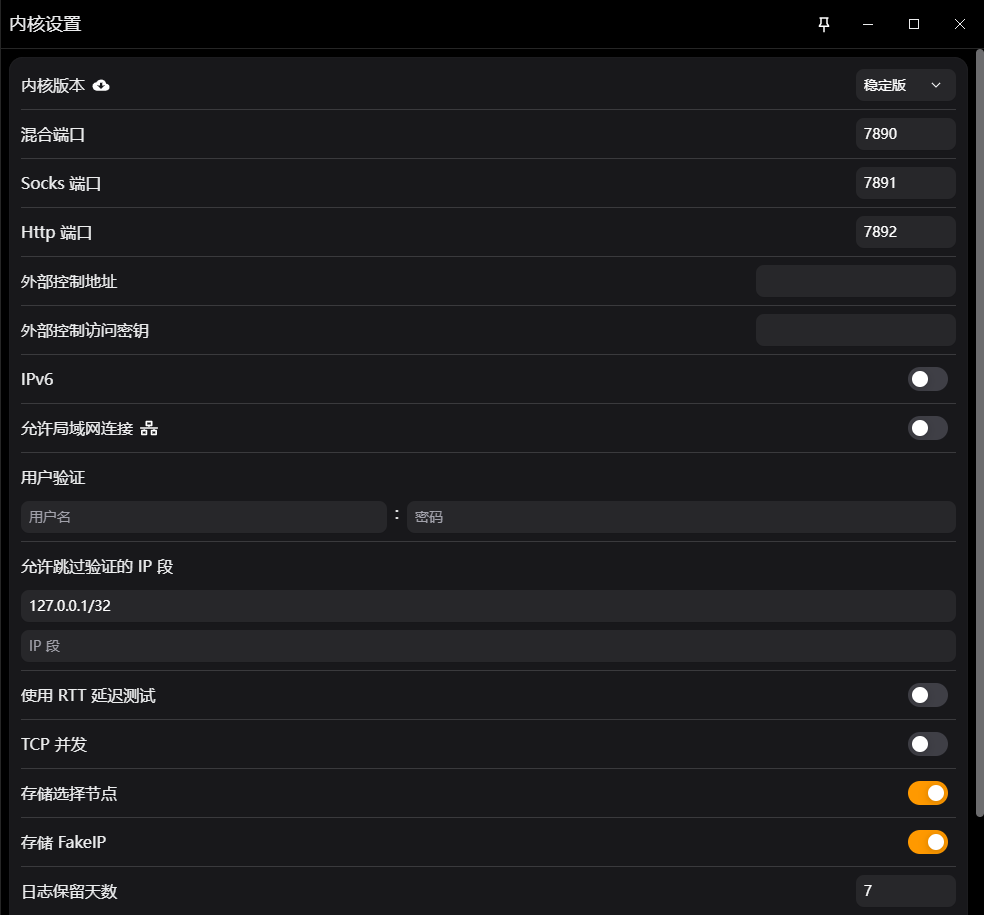 内核设置
内核版本 稳定版
混合端口 7890
Socks 端口 7891
Http 端口 7892
外部控制地址
外部控制访问密钥
IPv6
允许局域网连接
用户验证
用户名 : 密码
允许跳过验证的 IP 段
127.0.0.1/32
IP 段
使用 RTT 延迟测试
TCP 并发
存储选择节点
存储 FakeIP
日志保留天数 7